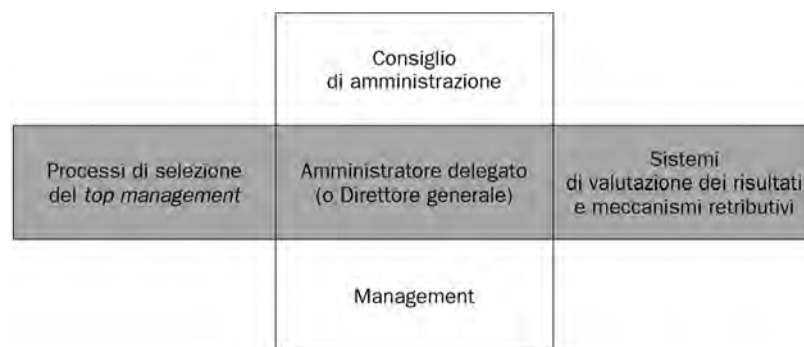 Consiglio
di amministrazione
Processi di selezione
del top management
Amministratore delegato
(o Direttore generale)
Sistemi
di valutazione dei risultati
e meccanismi retributivi
Management